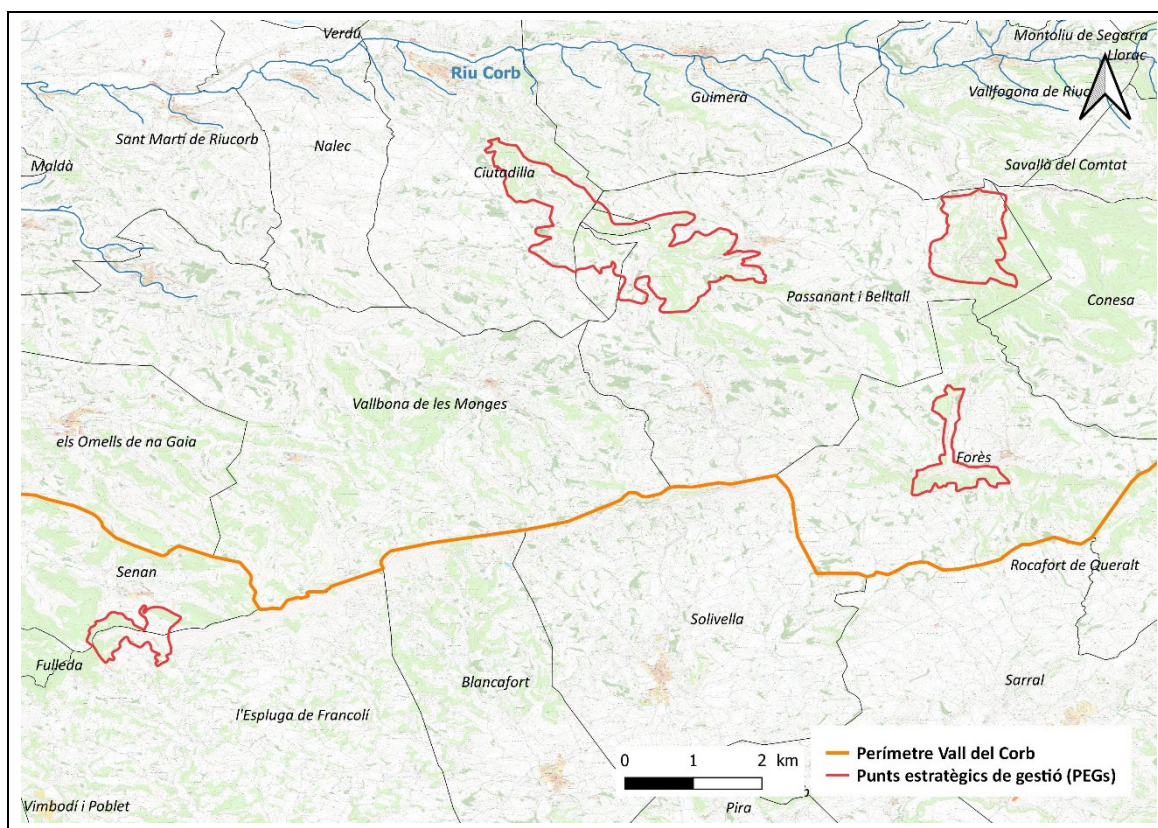 Verdú
Montoliu de Segarra
Llorac
Riu Corb
Guimerà
Vallfogona de Riuc
Sant Martí de Riucorb
Nalec
Maldà
Ciutadilla
Savallà del Comtat
Passanant i Belltall
Conesa
Vallbona de les Monges
els Omells de na Gaia
Forès
Senan
Rocafort de Queralt
Solivella
Fulleda
Blancafort
Sarral
l'Espluga de Francolí
Vimbodí i Poblet
Pira
0 1 2 km
Perímetre Vall del Corb
Punts estratègics de gestió (PEGs)